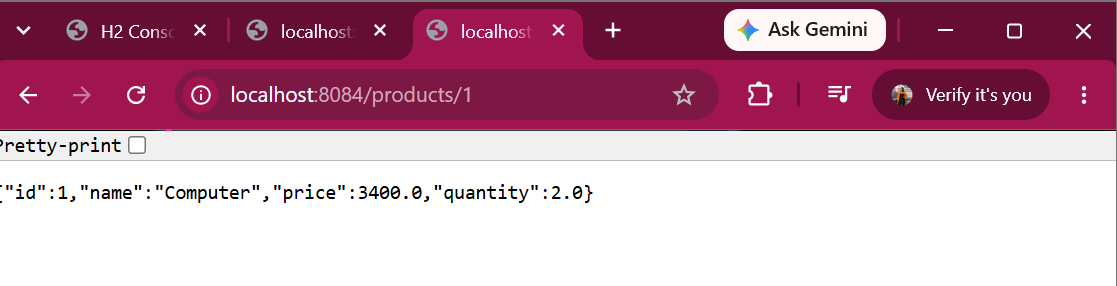 H2 Conso
localhost:
localhost:
Ask Gemini
localhost:8084/products/1
Verify it's you
Pretty-print
{"id":1,"name":"Computer","price":3400.0,"quantity":2.0}